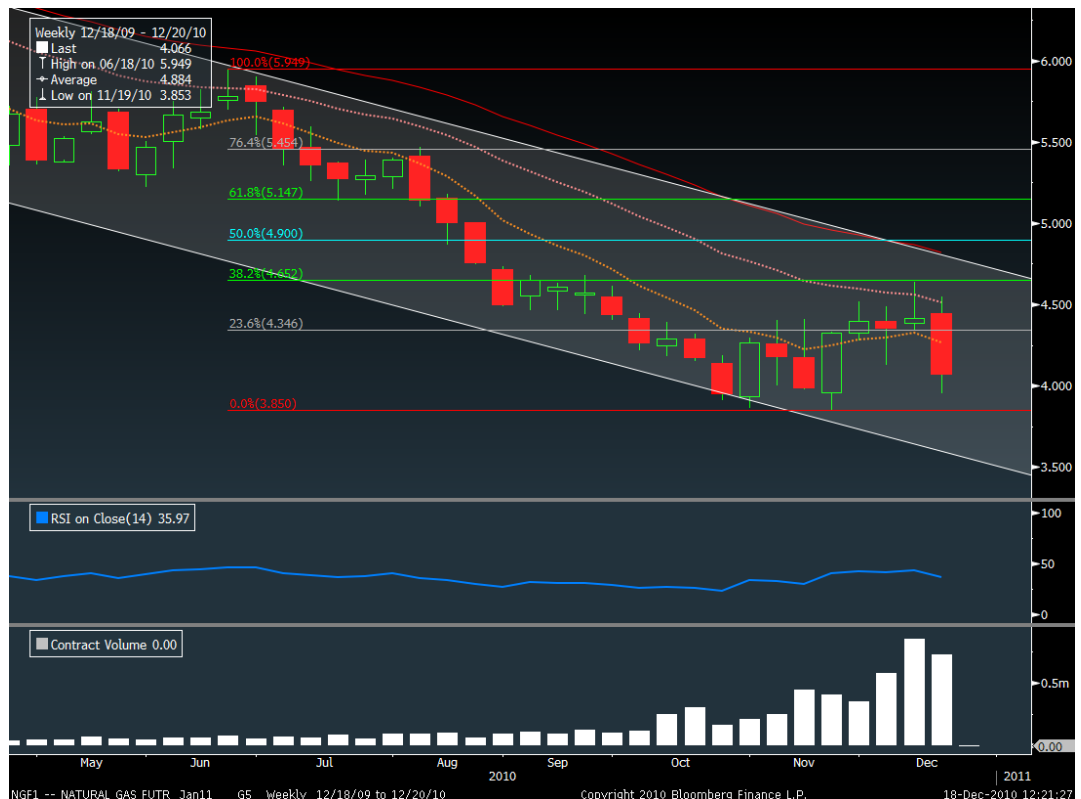 Weekly 12/18/09 - 12/20/10
Last 4.066
High on 06/18/10 5.949
Average 4.884
Low on 11/19/10 3.853
100.0%(5.949)
76.4%(5.454)
61.8%(5.147)
50.0%(4.900)
38.2%(4.652)
23.6%(4.346)
0.0%(3.850)
6.000
5.500
5.000
4.500
4.000
3.500
RSI on Close(14) 35.97
100
50
0
Contract Volume 0.00
0.5m
0.00
May Jun Jul Aug Sep Oct Nov Dec
2010 2011
NGF1 -- NATURAL GAS FUTR Jan11 G5 Weekly 12/18/09 to 12/20/10 Copyright 2010 Bloomberg Finance L.P. 18-Dec-2010 12:21:27